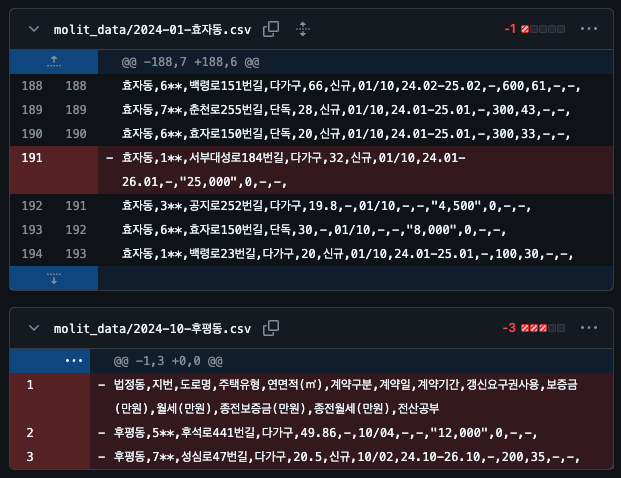 molit_data/2024-01-효자동.csv -1
@@ -188,7 +188,6 @@
188 188 효자동,6**,백령로151번길,다가구,66,신규,01/10,24.02-25.02,-,600,61,-,-,
189 189 효자동,7**,춘천로255번길,단독,28,신규,01/10,24.01-25.01,-,300,43,-,-,
190 190 효자동,6**,효자로150번길,단독,20,신규,01/10,24.01-25.01,-,300,33,-,-,
191 - 효자동,1**,서부대성로184번길,다가구,32,신규,01/10,24.01-
26.01,-,"25,000",0,-,-,
192 191 효자동,3**,공지로252번길,다가구,19.8,-,01/10,-,-,"4,500",0,-,-,
193 192 효자동,6**,효자로150번길,단독,30,-,01/10,-,-,"8,000",0,-,-,
194 193 효자동,1**,백령로23번길,다가구,20,신규,01/10,24.01-25.01,-,100,30,-,-,
molit_data/2024-10-후평동.csv -3
@@ -1,3 +0,0 @@
1 - 법정동,지번,도로명,주택유형,연면적(㎡),계약구분,계약일,계약기간,갱신요구권사용,보증금
(만원),월세(만원),종전보증금(만원),종전월세(만원),전산공부
2 - 후평동,5**,후석로441번길,다가구,49.86,-,10/04,-,-,"12,000",0,-,-,
3 - 후평동,7**,성심로47번길,다가구,20.5,신규,10/02,24.10-26.10,-,200,35,-,-,